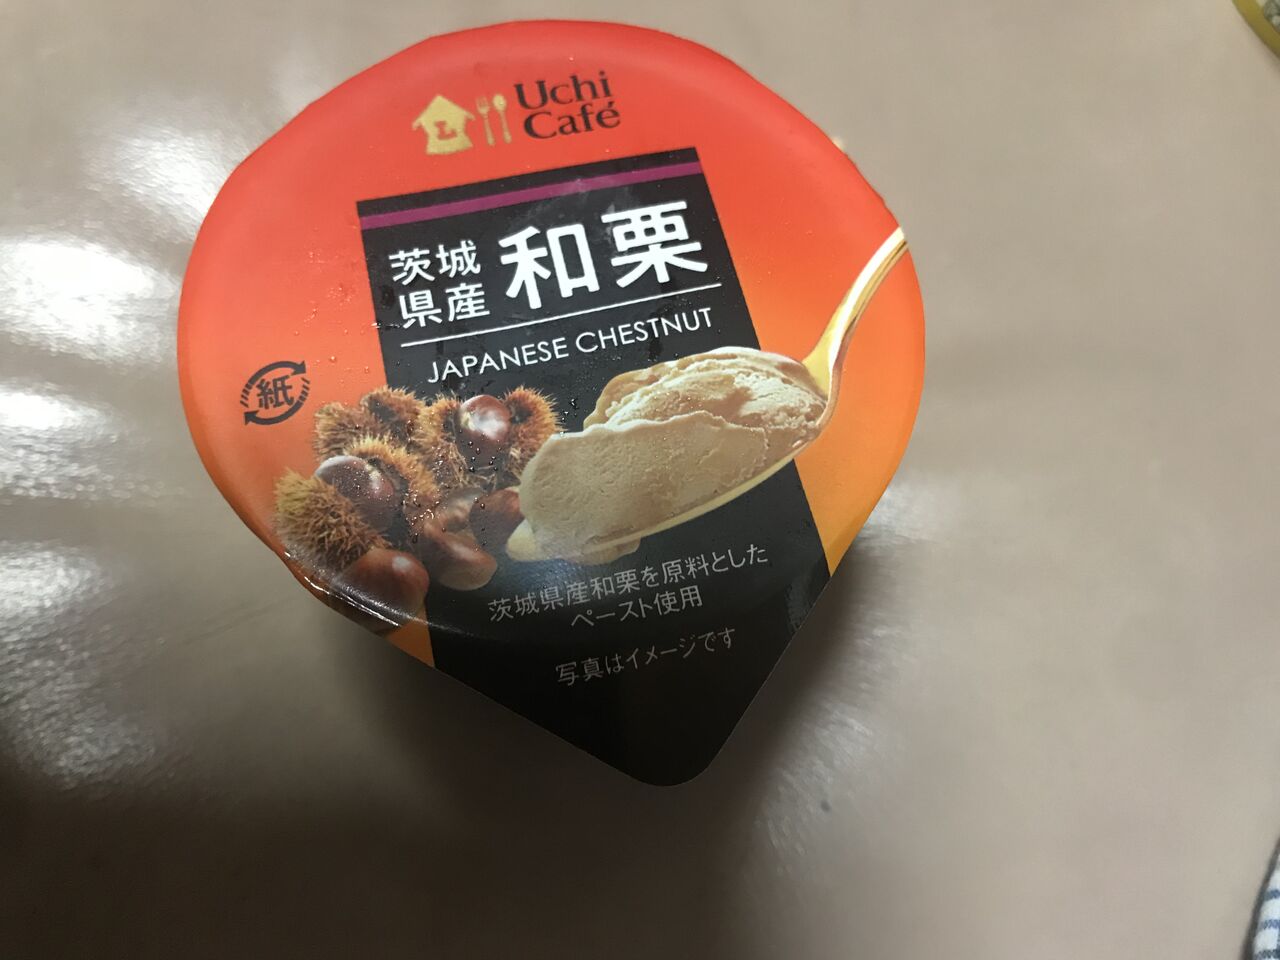 Uchi
Café
茨城
県産
和栗
JAPANESE CHESTNUT
紙
茨城県産和栗を原料とした
ペースト使用
写真はイメージです